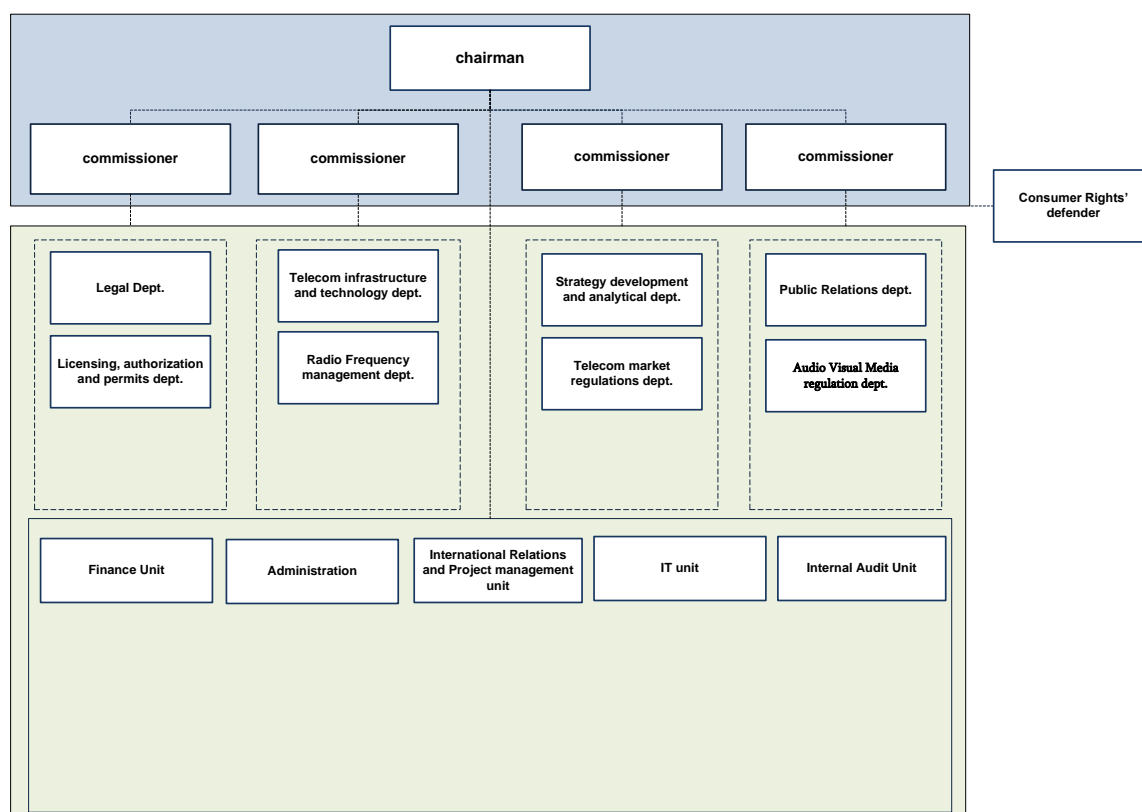 chairman
commissioner
commissioner
commissioner
commissioner
Consumer Rights’
defender
Legal Dept.
Licensing, authorization
and permits dept.
Telecom infrastructure
and technology dept.
Radio Frequency
management dept.
Strategy development
and analytical dept.
Telecom market
regulations dept.
Public Relations dept.
Audio Visual Media
regulation dept.
Finance Unit
Administration
International Relations
and Project management
unit
IT unit
Internal Audit Unit